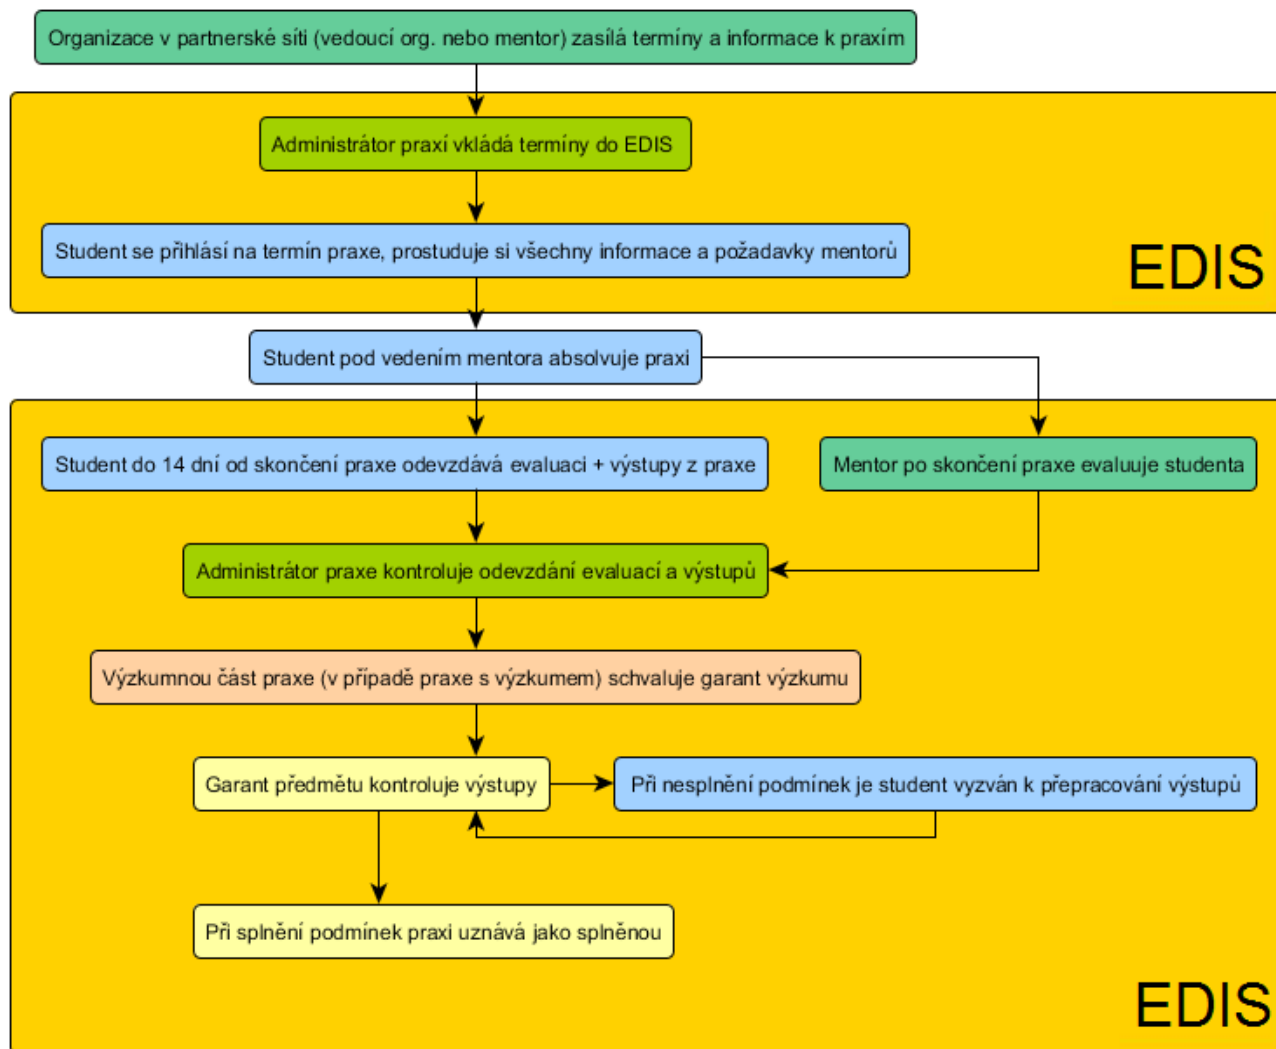 Organizace v partnerské síti (vedoucí org. nebo mentor) zasílá termíny a informace k praxím
Administrátor praxí vkládá termíny do EDIS
Student se přihlásí na termín praxe, prostuduje si všechny informace a požadavky mentorů
EDIS
Student pod vedením mentora absolvuje praxi
Student do 14 dní od skončení praxe odevzdává evaluaci + výstupy z praxe
Mentor po skončení praxe evaluuje studenta
Administrátor praxe kontroluje odevzdání evaluací a výstupů
Výzkumnou část praxe (v případě praxe s výzkumem) schvaluje garant výzkumu
Garant předmětu kontroluje výstupy
Při nesplnění podmínek je student vyzván k přepracování výstupů
Při splnění podmínek praxi uznává jako splněnou
EDIS